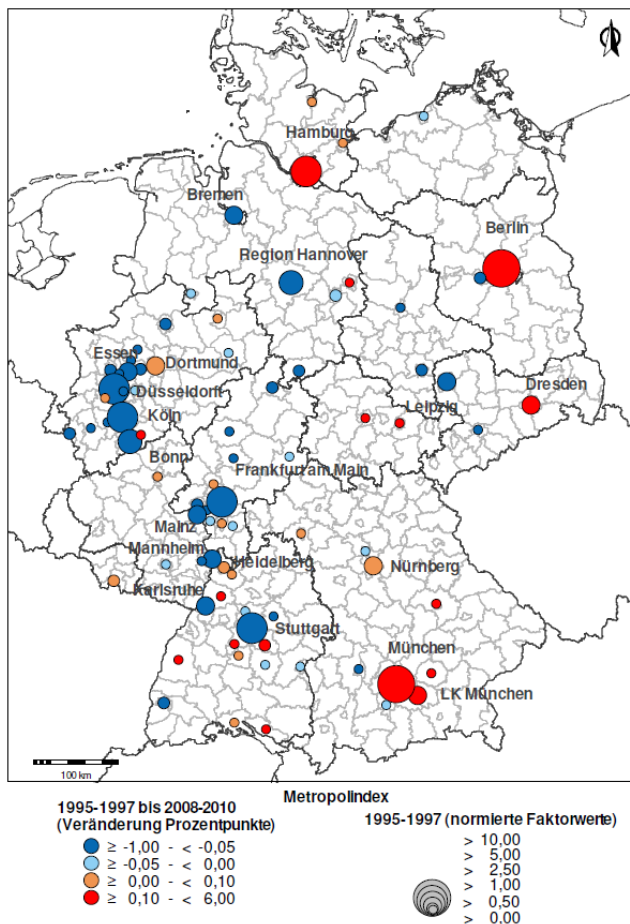 Hamburg
Bremen
Berlin
Region Hannover
Essen
Dortmund
Düsseldorf
Dresden
Köln
Leipzig
Bonn
Frankfurt am Main
Mainz
Mannheim
Heidelberg
Nürnberg
Karlsruhe
Stuttgart
München
LK München
100 km
Metropolindex
1995-1997 bis 2008-2010
(Veränderung Prozentpunkte)
≥ -1,00 - < -0,05
≥ -0,05 - < 0,00
≥ 0,00 - < 0,10
≥ 0,10 - < 6,00
1995-1997 (normierte Faktorwerte)
> 10,00
> 5,00
> 2,50
> 1,00
> 0,50
> 0,00